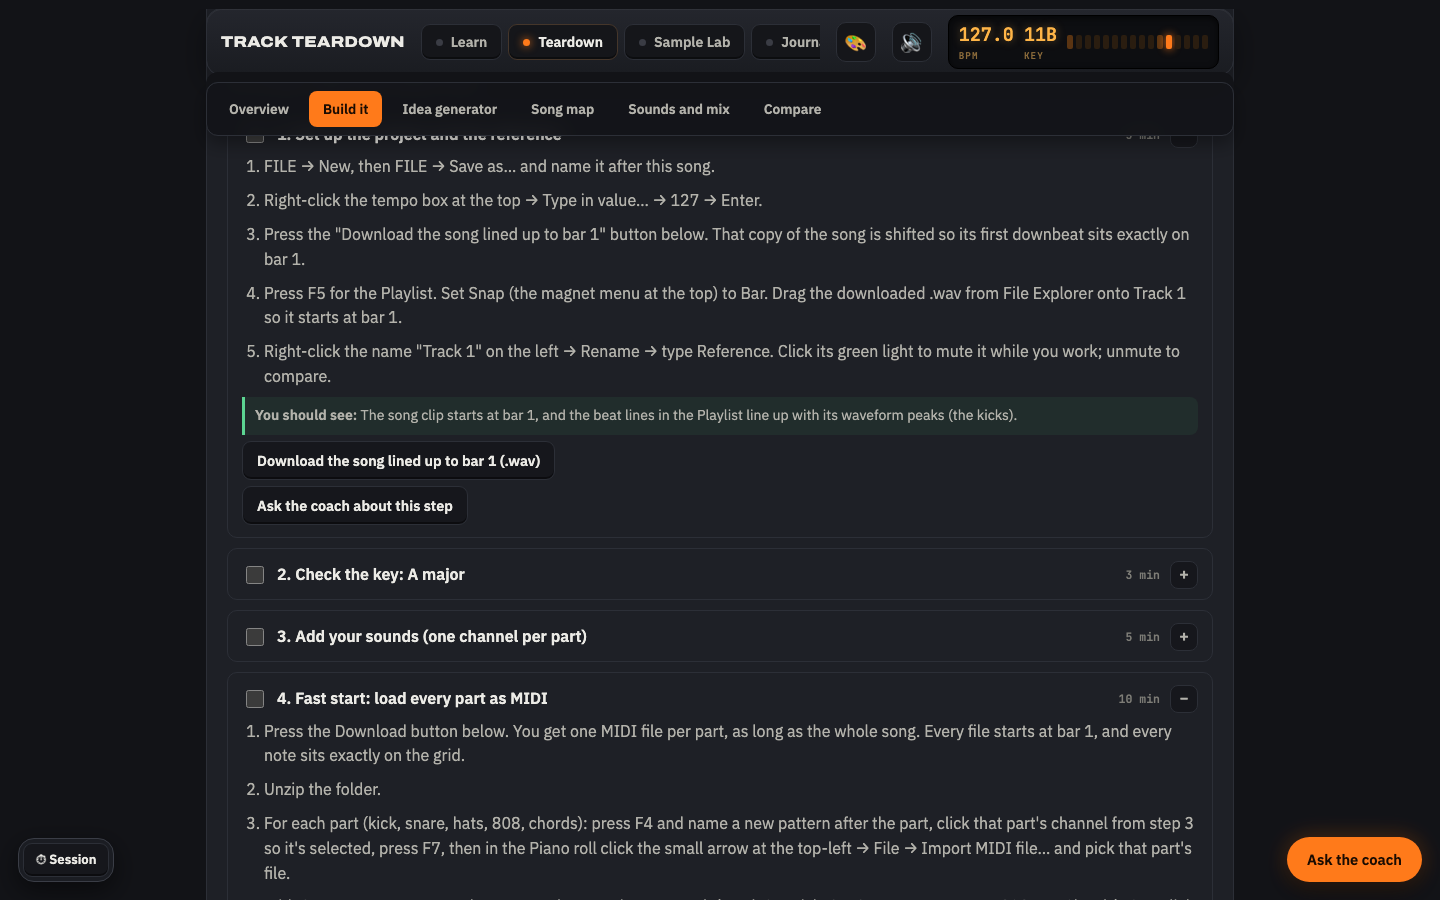 TRACK TEARDOWN
Learn
Teardown
Sample Lab
Journ
127.0 11B
BPM KEY
Overview
Build it
Idea generator
Song map
Sounds and mix
Compare
1. Set up the project and the reference
5 min
1. FILE → New, then FILE → Save as... and name it after this song.
2. Right-click the tempo box at the top → Type in value... → 127 → Enter.
3. Press the "Download the song lined up to bar 1" button below. That copy of the song is shifted so its first downbeat sits exactly on
bar 1.
4. Press F5 for the Playlist. Set Snap (the magnet menu at the top) to Bar. Drag the downloaded .wav from File Explorer onto Track 1
so it starts at bar 1.
5. Right-click the name "Track 1" on the left → Rename → type Reference. Click its green light to mute it while you work; unmute to
compare.
You should see: The song clip starts at bar 1, and the beat lines in the Playlist line up with its waveform peaks (the kicks).
Download the song lined up to bar 1 (.wav)
Ask the coach about this step
2. Check the key: A major
3 min
+
3. Add your sounds (one channel per part)
5 min
+
4. Fast start: load every part as MIDI
10 min
−
1. Press the Download button below. You get one MIDI file per part, as long as the whole song. Every file starts at bar 1, and every
note sits exactly on the grid.
2. Unzip the folder.
3. For each part (kick, snare, hats, 808, chords): press F4 and name a new pattern after the part, click that part's channel from step 3
so it's selected, press F7, then in the Piano roll click the small arrow at the top-left → File → Import MIDI file... and pick that part's
file.
Session
Ask the coach